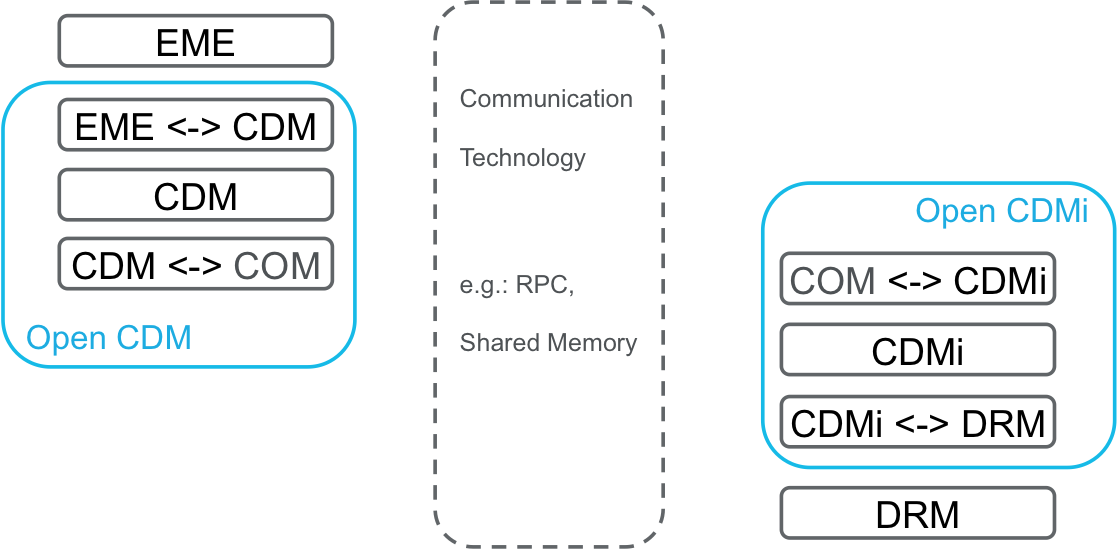 EME
EME <-> CDM
CDM
CDM <-> COM
Open CDM
Communication
Technology
e.g.: RPC,
Shared Memory
Open CDMi
COM <-> CDMi
CDMi
CDMi <-> DRM
DRM